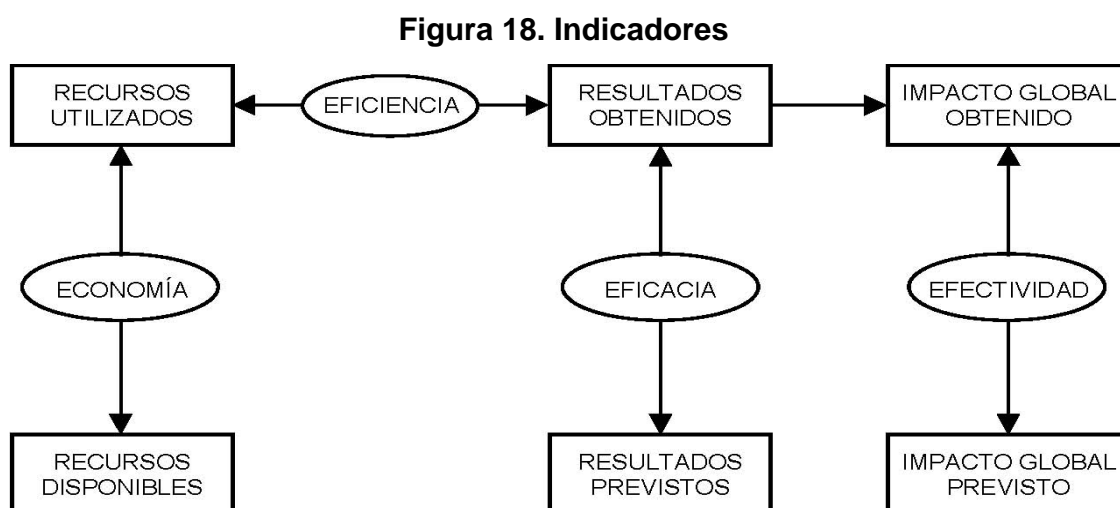 Figura 18. Indicadores
RECURSOS
UTILIZADOS
EFICIENCIA
RESULTADOS
OBTENIDOS
IMPACTO GLOBAL
OBTENIDO
ECONOMÍA
EFICACIA
EFECTIVIDAD
RECURSOS
DISPONIBLES
RESULTADOS
PREVISTOS
IMPACTO GLOBAL
PREVISTO